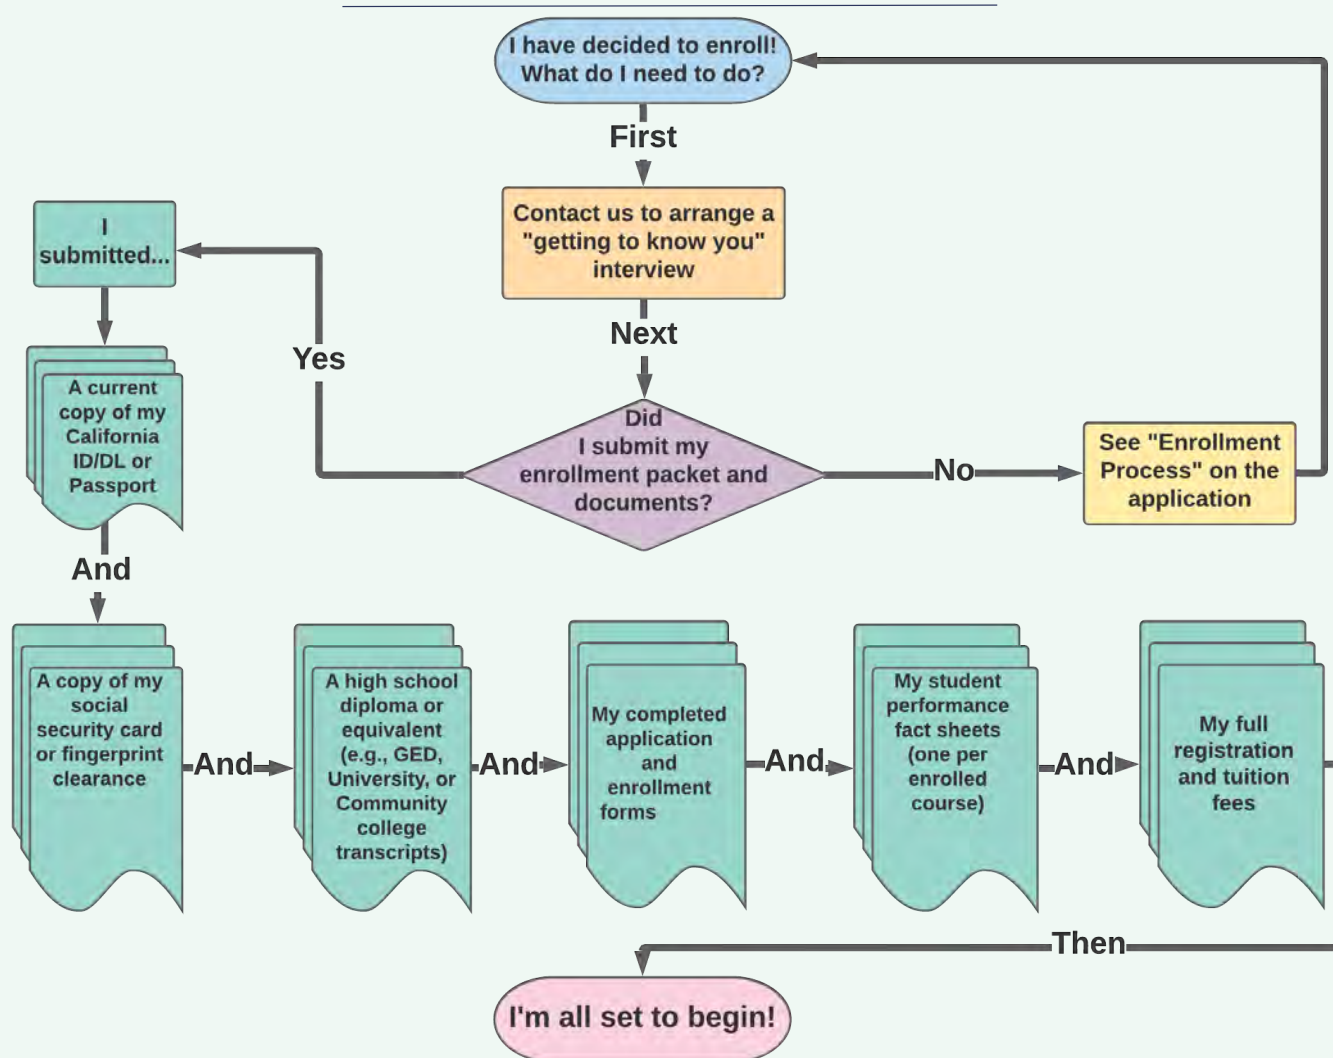 I have decided to enroll!
What do I need to do?
First
Contact us to arrange a
"getting to know you"
interview
Next
Did
I submit my
enrollment packet and
documents?
No
See "Enrollment
Process" on the
application
Yes
I
submitted...
A current
copy of my
California
ID/DL or
Passport
And
A copy of my
social
security card
or fingerprint
clearance
And
A high school
diploma or
equivalent
(e.g., GED,
University, or
Community
college
transcripts)
And
My completed
application
and
enrollment
forms
And
My student
performance
fact sheets
(one per
enrolled
course)
And
My full
registration
and tuition
fees
Then
I'm all set to begin!